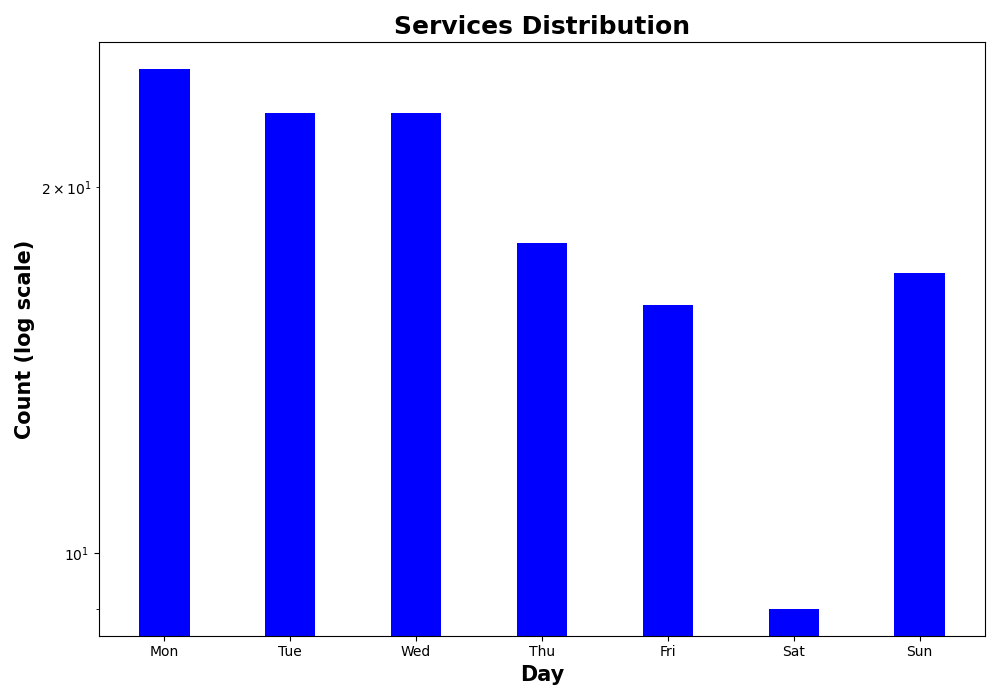 Services Distribution
Count (log scale)
2 × 10¹
10¹
Mon Tue Wed Thu Fri Sat Sun
Day